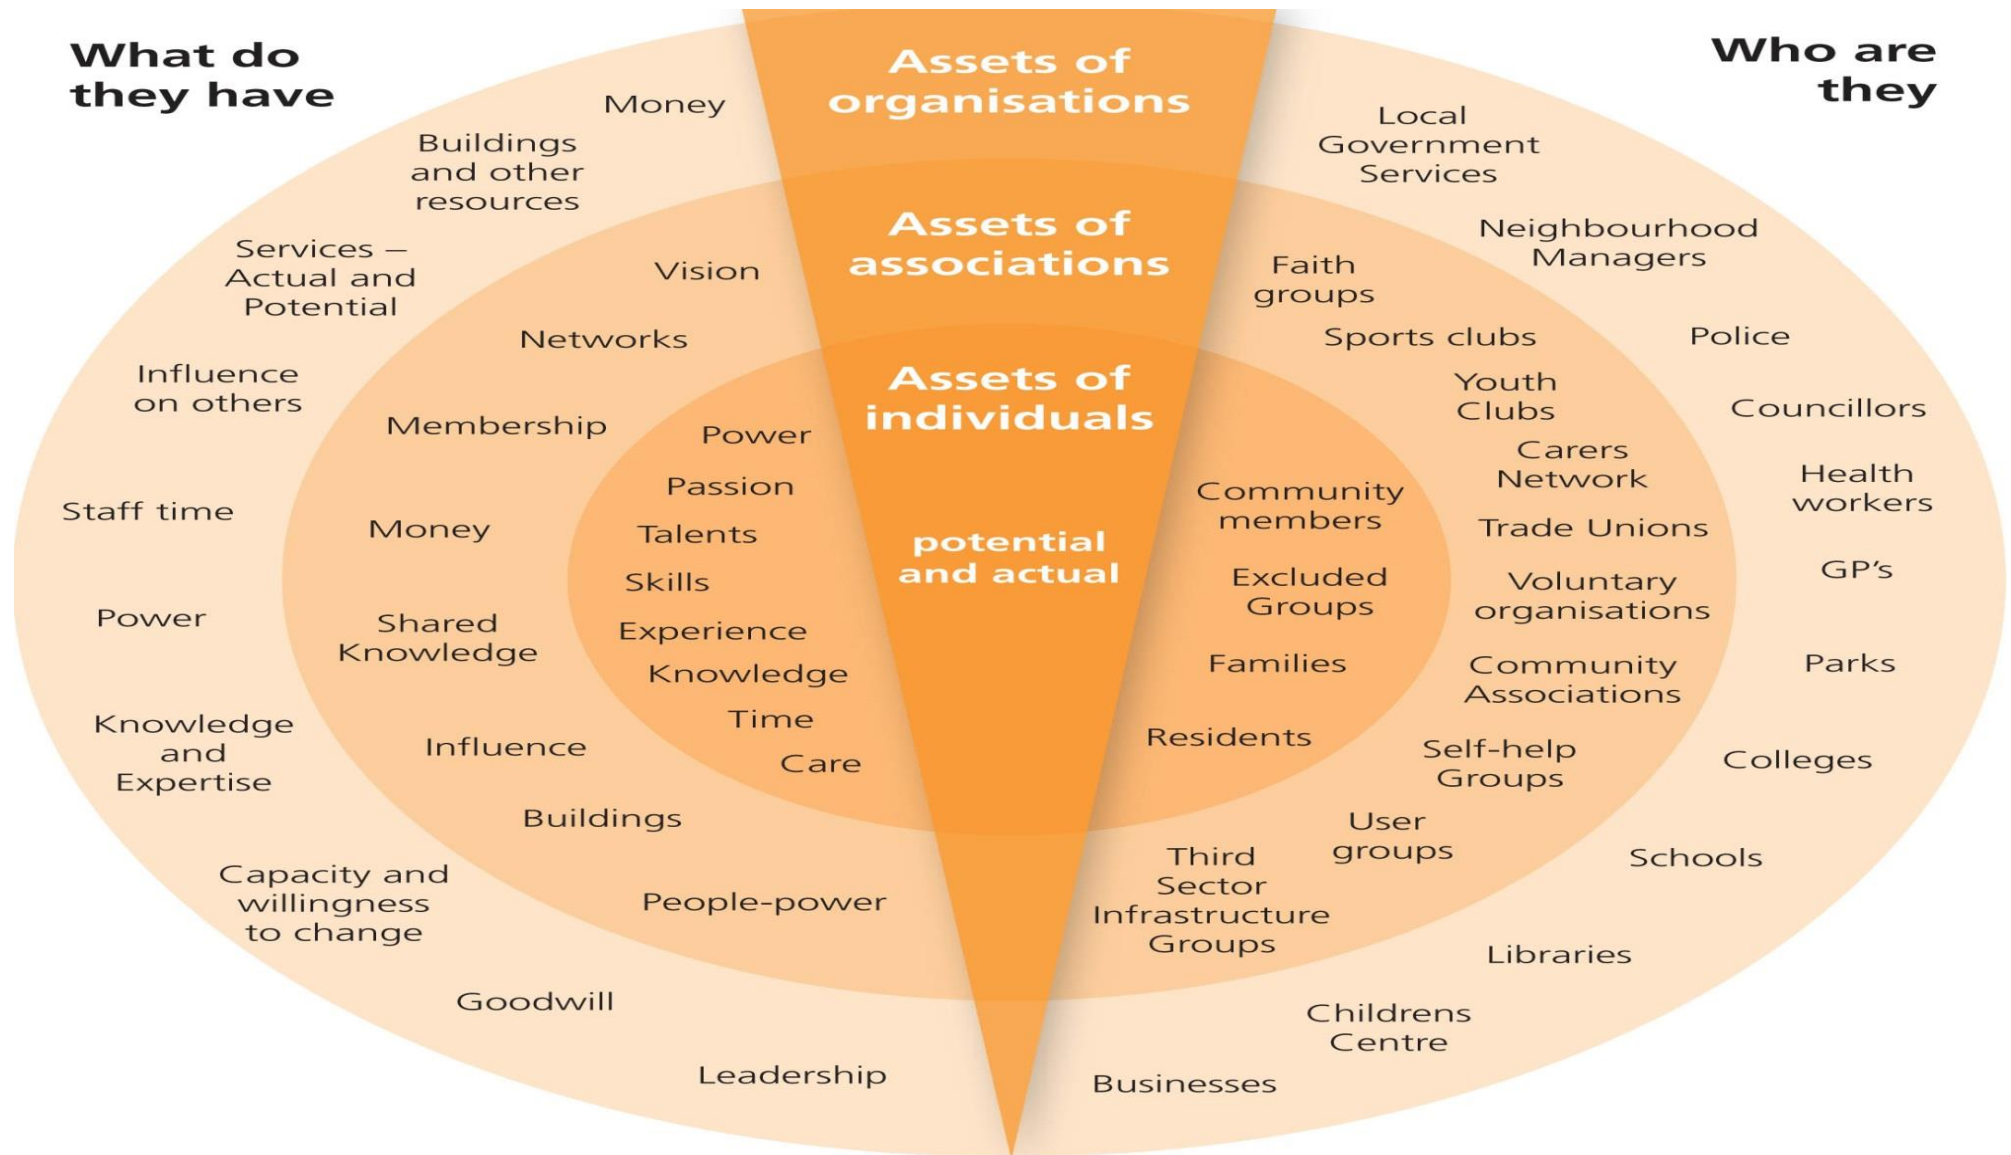 What do
they have
Who are
they
Assets of
organisations
Assets of
associations
Assets of
individuals
potential
and actual
Money
Buildings
and other
resources
Services –
Actual and
Potential
Influence
on others
Staff time
Power
Knowledge
and
Expertise
Capacity and
willingness
to change
Goodwill
Leadership
Vision
Networks
Membership
Money
Shared
Knowledge
Influence
Buildings
People-power
Power
Passion
Talents
Skills
Experience
Knowledge
Time
Care
Community
members
Excluded
Groups
Families
Residents
Faith
groups
Sports clubs
Youth
Clubs
Carers
Network
Trade Unions
Voluntary
organisations
Community
Associations
Self-help
Groups
User
groups
Third
Sector
Infrastructure
Groups
Local
Government
Services
Neighbourhood
Managers
Police
Councillors
Health
workers
GP’s
Parks
Colleges
Schools
Libraries
Childrens
Centre
Businesses